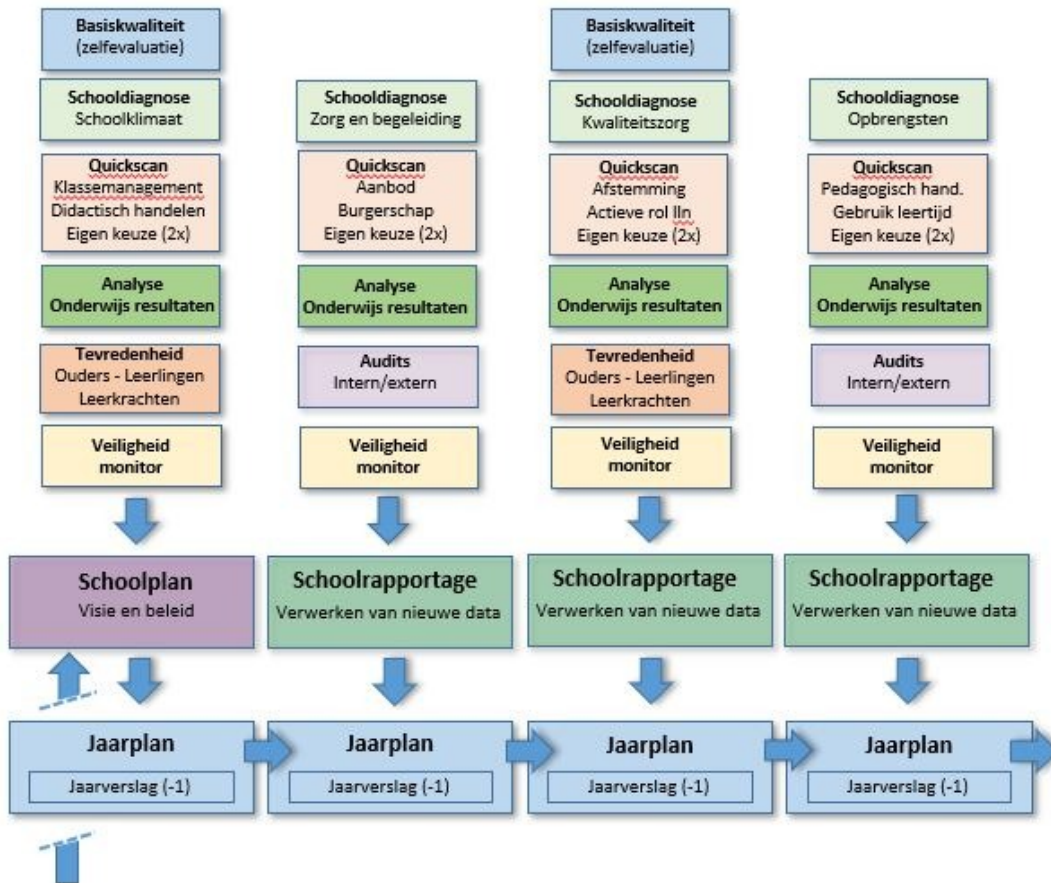 Basiskwaliteit
(zelfevaluatie)
Schooldiagnose
Schoolklimaat
Quickscan
Klassemanagement
Didactisch handelen
Eigen keuze (2x)
Analyse
Onderwijs resultaten
Tevredenheid
Ouders - Leerlingen
Leerkrachten
Veiligheid
monitor
Schooldiagnose
Zorg en begeleiding
Quickscan
Aanbod
Burgerschap
Eigen keuze (2x)
Analyse
Onderwijs resultaten
Audits
Intern/extern
Veiligheid
monitor
Basiskwaliteit
(zelfevaluatie)
Schooldiagnose
Kwaliteitszorg
Quickscan
Afstemming
Actieve rol lln
Eigen keuze (2x)
Analyse
Onderwijs resultaten
Tevredenheid
Ouders - Leerlingen
Leerkrachten
Veiligheid
monitor
Schooldiagnose
Opbrengsten
Quickscan
Pedagogisch hand.
Gebruik leertijd
Eigen keuze (2x)
Analyse
Onderwijs resultaten
Audits
Intern/extern
Veiligheid
monitor
Schoolplan
Visie en beleid
Schoolrapportage
Verwerken van nieuwe data
Schoolrapportage
Verwerken van nieuwe data
Schoolrapportage
Verwerken van nieuwe data
Jaarplan
Jaarverslag (-1)
Jaarplan
Jaarverslag (-1)
Jaarplan
Jaarverslag (-1)
Jaarplan
Jaarverslag (-1)